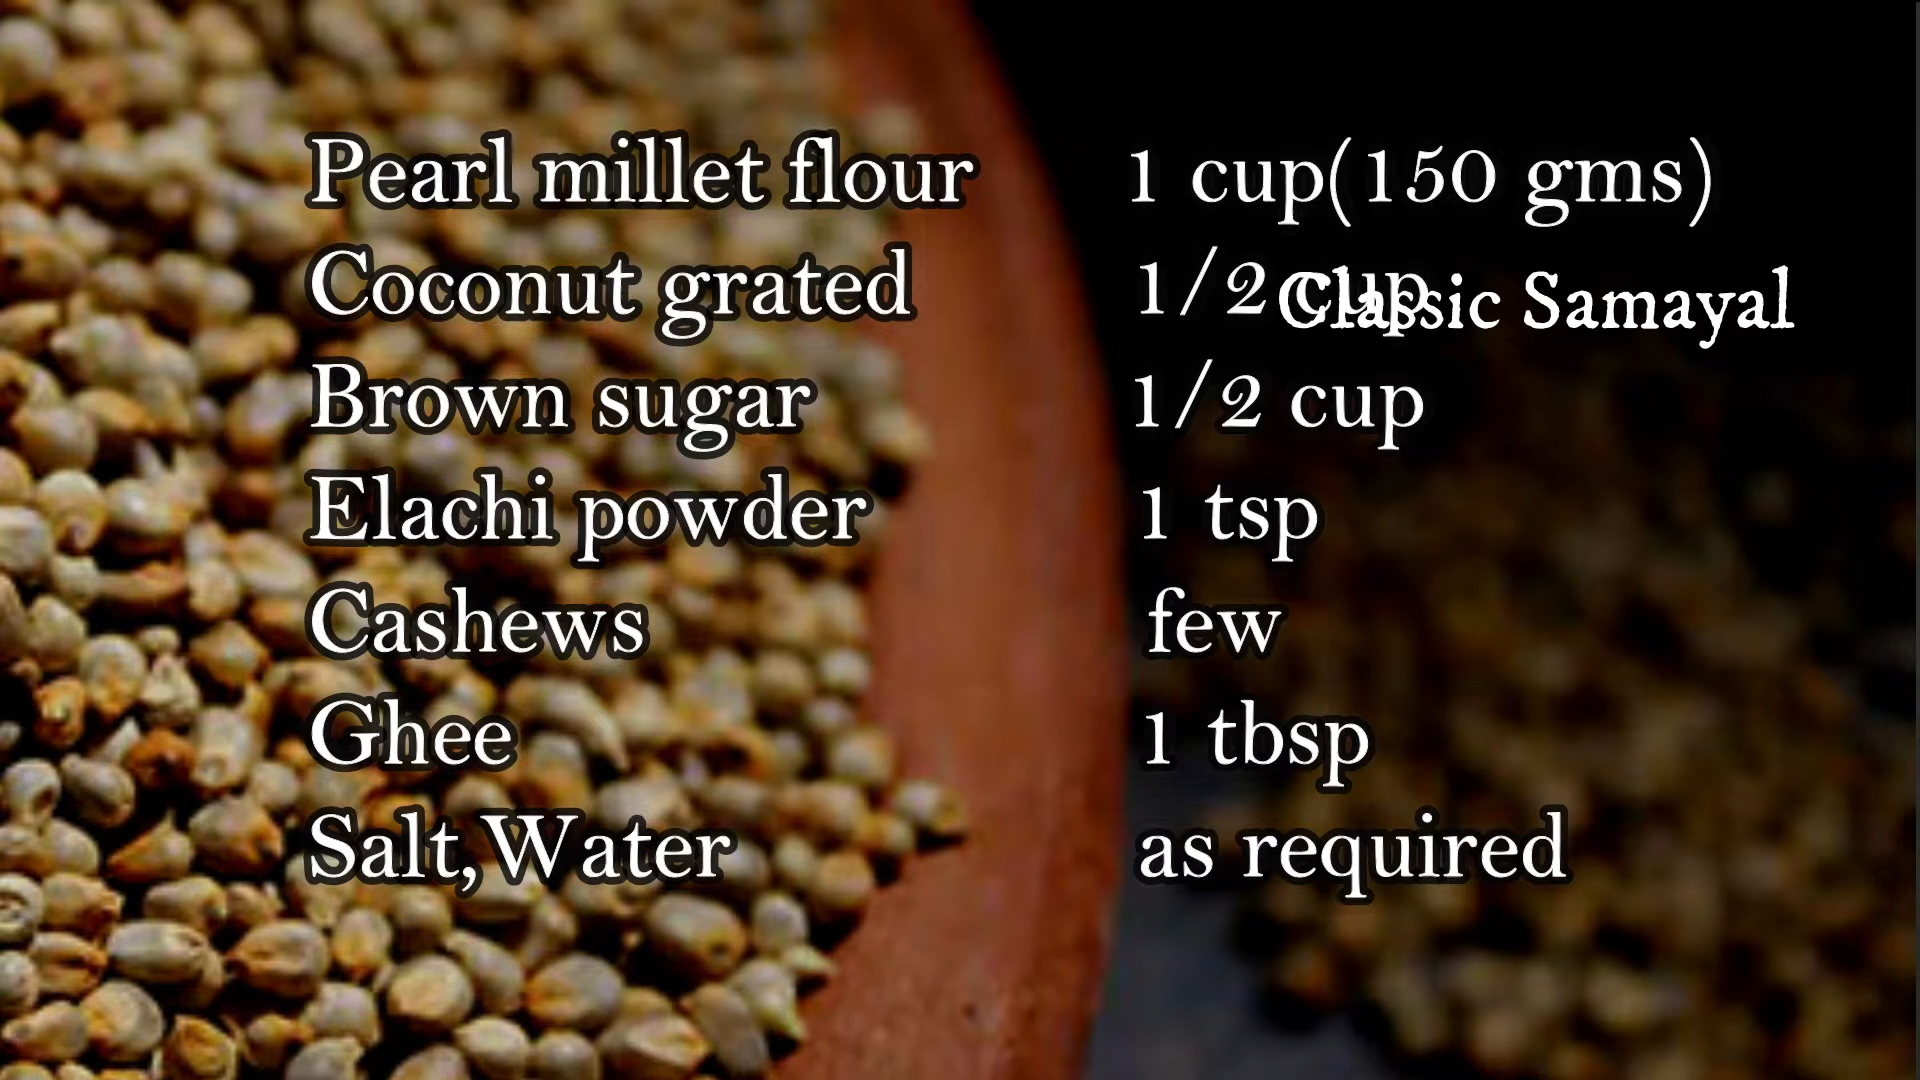 Pearl millet flour 1 cup(150 gms)
Coconut grated 1/2 cup
Classic Samayal
Brown sugar 1/2 cup
Elachi powder 1 tsp
Cashews few
Ghee 1 tbsp
Salt,Water as required